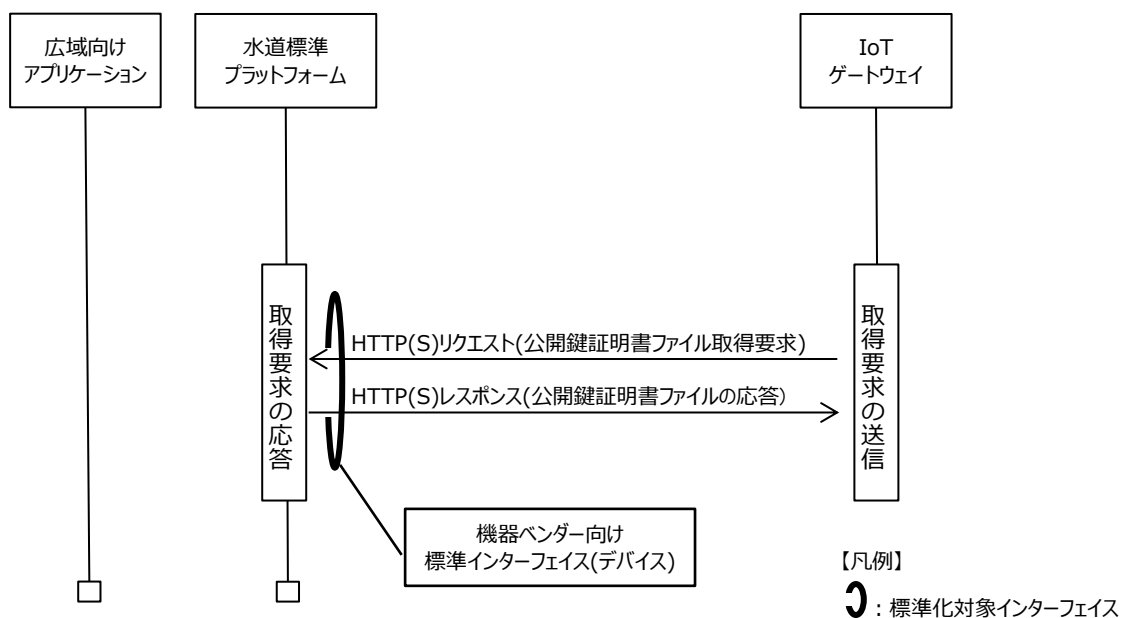 広域向け
アプリケーション
水道標準
プラットフォーム
IoT
ゲートウェイ
取得要求の応答
HTTP(S)リクエスト(公開鍵証明書ファイル取得要求)
HTTP(S)レスポンス(公開鍵証明書ファイルの応答)
取得要求の送信
機器ベンダー向け
標準インターフェイス(デバイス)
【凡例】
：標準化対象インターフェイス